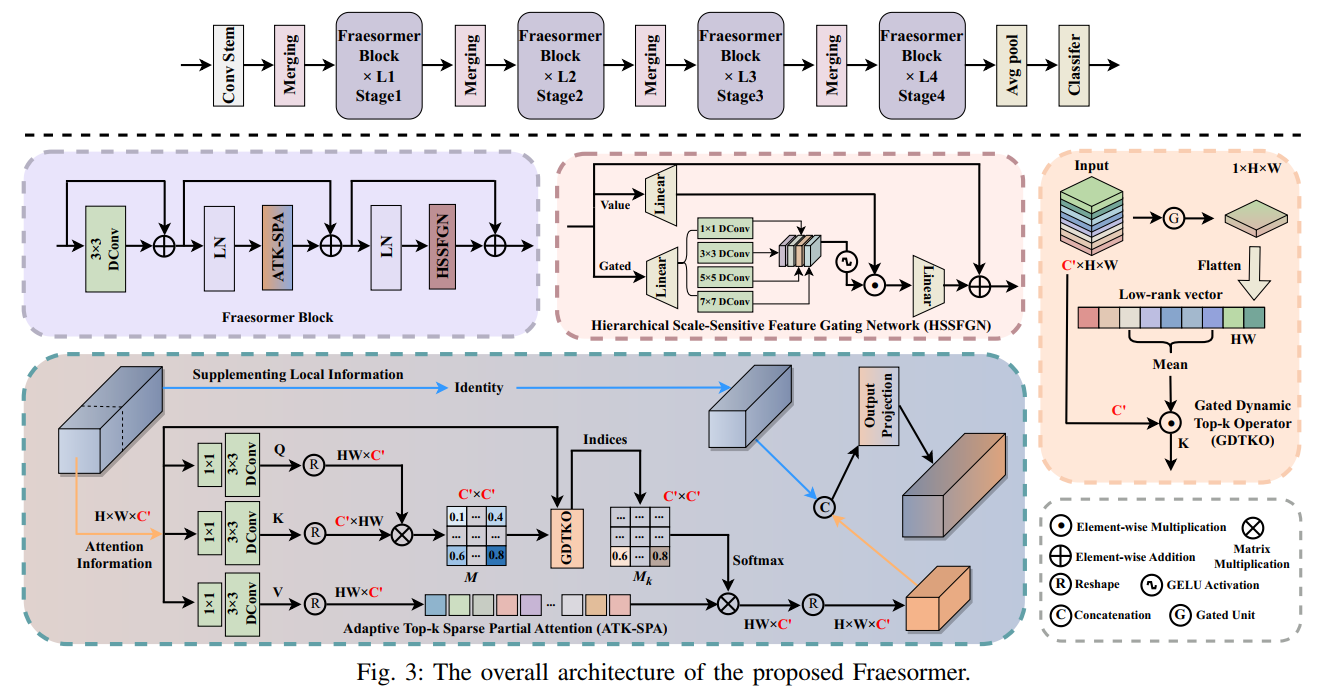 Conv Stem
Merging
Fraesormer
Block
× L1
Stage1
Merging
Fraesormer
Block
× L2
Stage2
Merging
Fraesormer
Block
× L3
Stage3
Merging
Fraesormer
Block
× L4
Stage4
Avg pool
Classifer
3×3
DConv
LN
ATK-SPA
LN
HSSFGN
Fraesormer Block
Value
Linear
Gated
Linear
1×1 DConv
3×3 DConv
5×5 DConv
7×7 DConv
Linear
Hierarchical Scale-Sensitive Feature Gating Network (HSSFGN)
Input
1×H×W
G
C'×H×W
Flatten
Low-rank vector
HW
Mean
C'
Gated Dynamic
Top-k Operator
(GDTKO)
K
Supplementing Local Information
Identity
H×W×C'
Attention
Information
1×1
3×3
DConv
Q
R
HW×C'
1×1
3×3
DConv
K
R
C'×HW
1×1
3×3
DConv
V
R
HW×C'
C'×C'
0.1 ... 0.4
... ... ...
0.6 ... 0.8
M
GDTKO
Indices
C'×C'
... ... ...
... ... ...
0.6 ... 0.8
Mk
Softmax
...
HW×C'
R
H×W×C'
C
Output
Projection
Adaptive Top-k Sparse Partial Attention (ATK-SPA)
Element-wise Multiplication
Matrix
Multiplication
Element-wise Addition
R Reshape
GELU Activation
C Concatenation
G Gated Unit
Fig. 3: The overall architecture of the proposed Fraesormer.